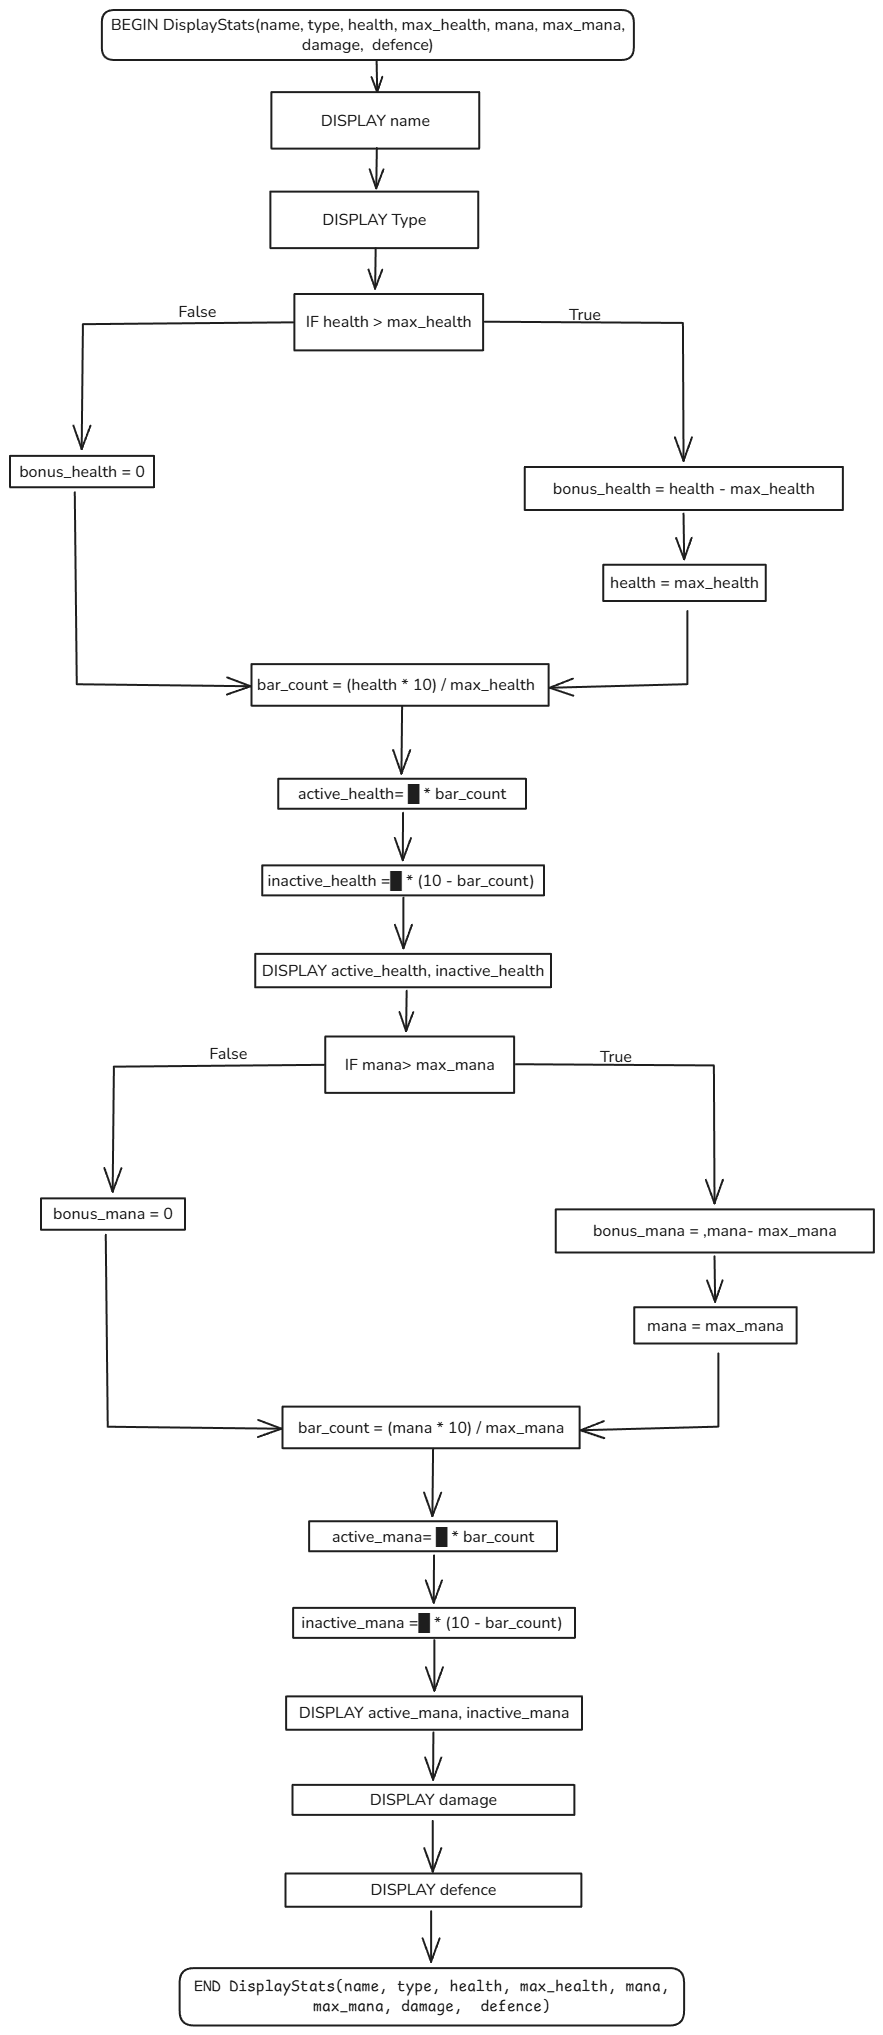 BEGIN DisplayStats(name, type, health, max_health, mana, max_mana,
damage,  defence)
DISPLAY name
DISPLAY Type
False
IF health > max_health
True
bonus_health = 0
bonus_health = health - max_health
health = max_health
bar_count = (health * 10) / max_health
active_health= █ * bar_count
inactive_health =█ * (10 - bar_count)
DISPLAY active_health, inactive_health
False
IF mana> max_mana
True
bonus_mana = 0
bonus_mana = ,mana- max_mana
mana = max_mana
bar_count = (mana * 10) / max_mana
active_mana= █ * bar_count
inactive_mana =█ * (10 - bar_count)
DISPLAY active_mana, inactive_mana
DISPLAY damage
DISPLAY defence
END DisplayStats(name, type, health, max_health, mana,
max_mana, damage,  defence)